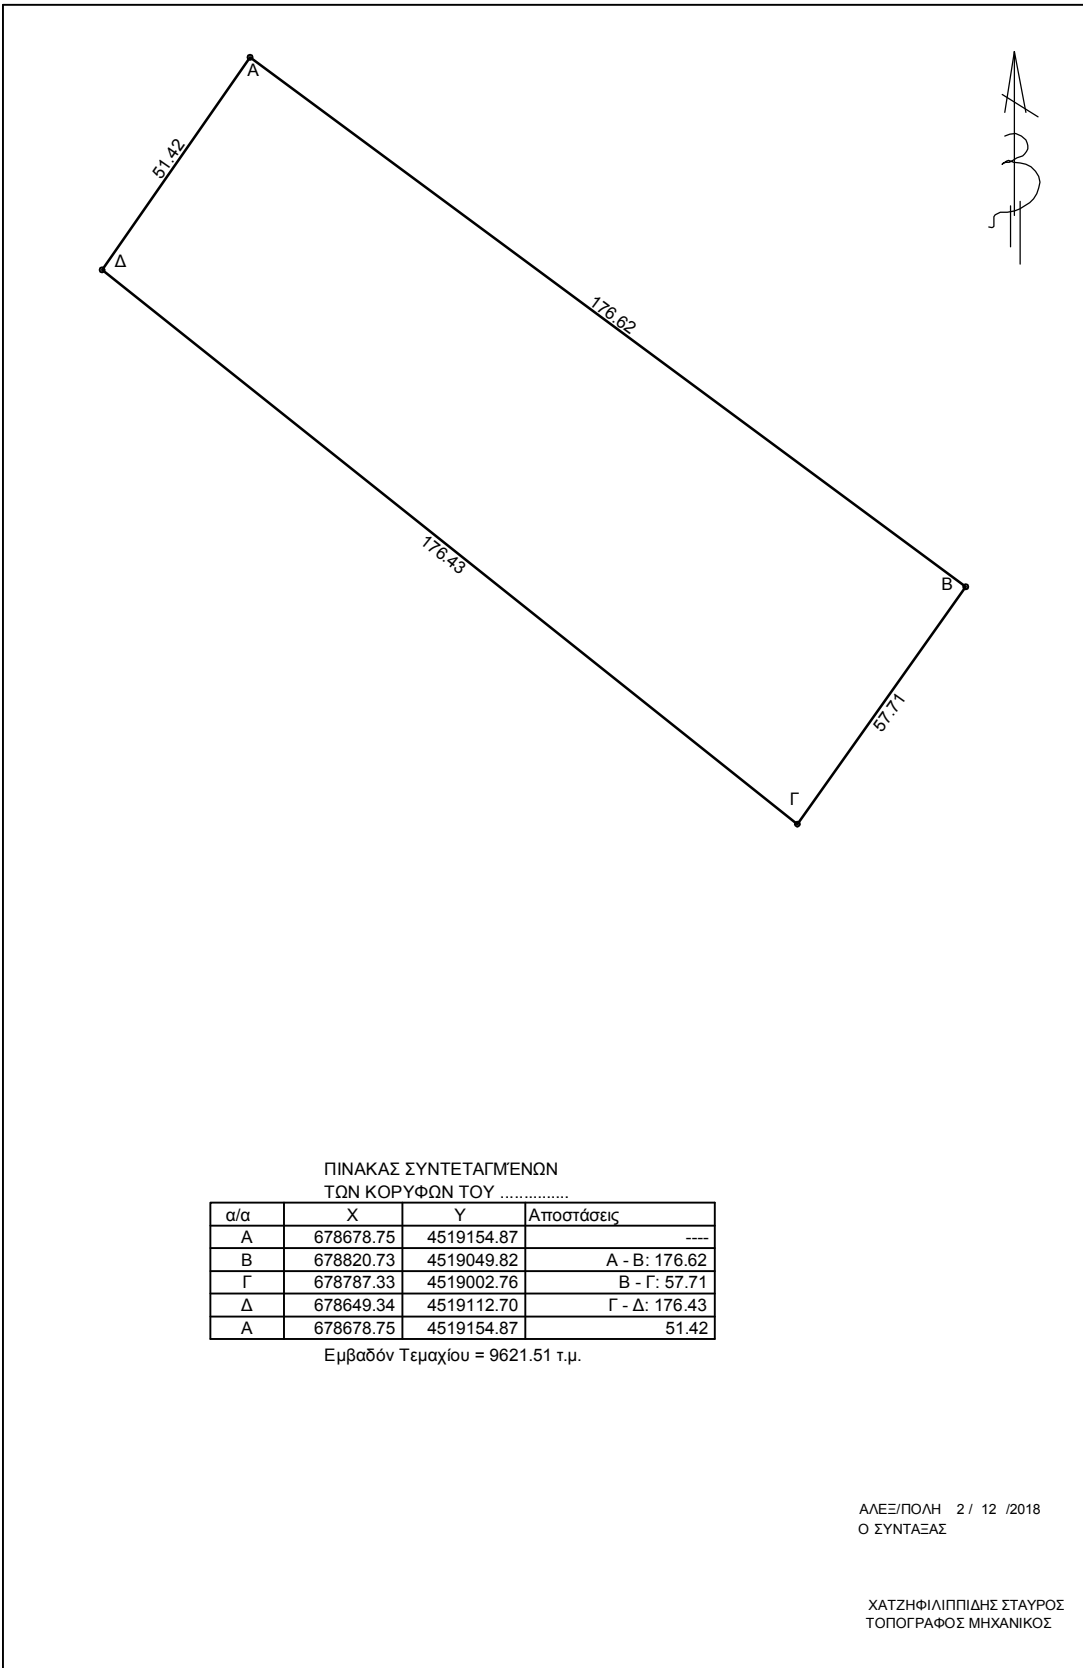 Α
51.42
Δ
176.62
176.43
Β
57.71
Γ
ΠΙΝΑΚΑΣ ΣΥΝΤΕΤΑΓΜΈΝΩΝ
ΤΩΝ ΚΟΡΥΦΩΝ ΤΟΥ ...............
α/α Χ Υ Αποστάσεις
Α 678678.75 4519154.87 ----
Β 678820.73 4519049.82 Α - Β: 176.62
Γ 678787.33 4519002.76 Β - Γ: 57.71
Δ 678649.34 4519112.70 Γ - Δ: 176.43
Α 678678.75 4519154.87 51.42
Εμβαδόν Τεμαχίου = 9621.51 τ.μ.
ΑΛΕΞ/ΠΟΛΗ 2 / 12 /2018
Ο ΣΥΝΤΑΞΑΣ
ΧΑΤΖΗΦΙΛΙΠΠΙΔΗΣ ΣΤΑΥΡΟΣ
ΤΟΠΟΓΡΑΦΟΣ ΜΗΧΑΝΙΚΟΣ